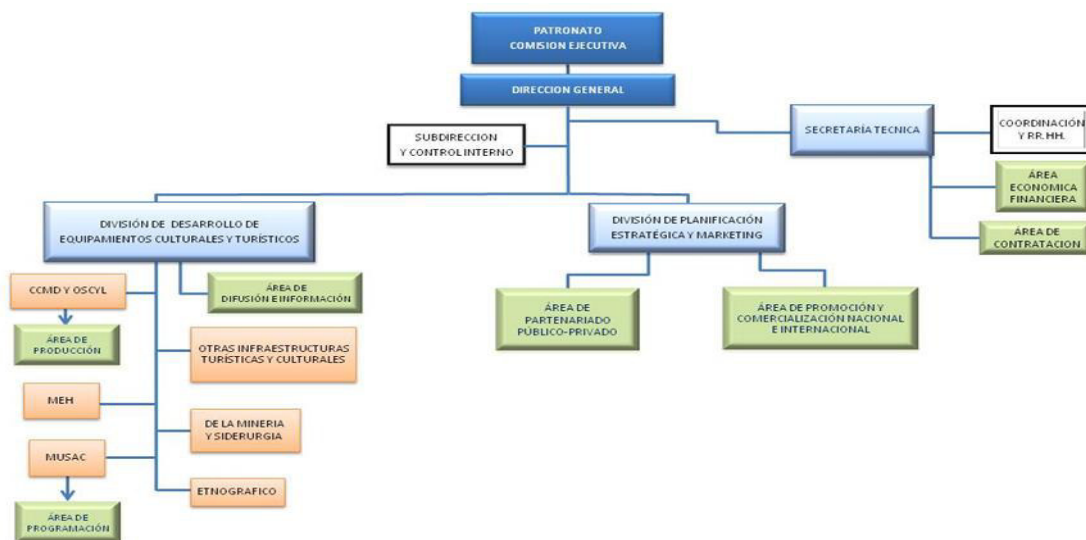 PATRONATO
COMISION EJECUTIVA
DIRECCION GENERAL
SUBDIRECCION
Y CONTROL INTERNO
SECRETARÍA TECNICA
COORDINACIÓN
Y RR.HH.
ÁREA
ECONOMICA
FINANCIERA
ÁREA DE
CONTRATACION
DIVISIÓN DE DESARROLLO DE
EQUIPAMIENTOS CULTURALES Y TURÍSTICOS
DIVISIÓN DE PLANIFICACIÓN
ESTRATÉGICA Y MARKETING
CCMD Y OSCYL
ÁREA DE
DIFUSIÓN E INFORMACIÓN
ÁREA DE
PARTENARIADO
PÚBLICO-PRIVADO
ÁREA DE PROMOCIÓN Y
COMERCIALIZACIÓN NACIONAL
E INTERNACIONAL
ÁREA DE
PRODUCCIÓN
OTRAS INFRAESTRUCTURAS
TURÍSTICAS Y CULTURALES
MEH
DE LA MINERIA
Y SIDERURGIA
MUSAC
ETNOGRAFICO
ÁREA DE
PROGRAMACIÓN